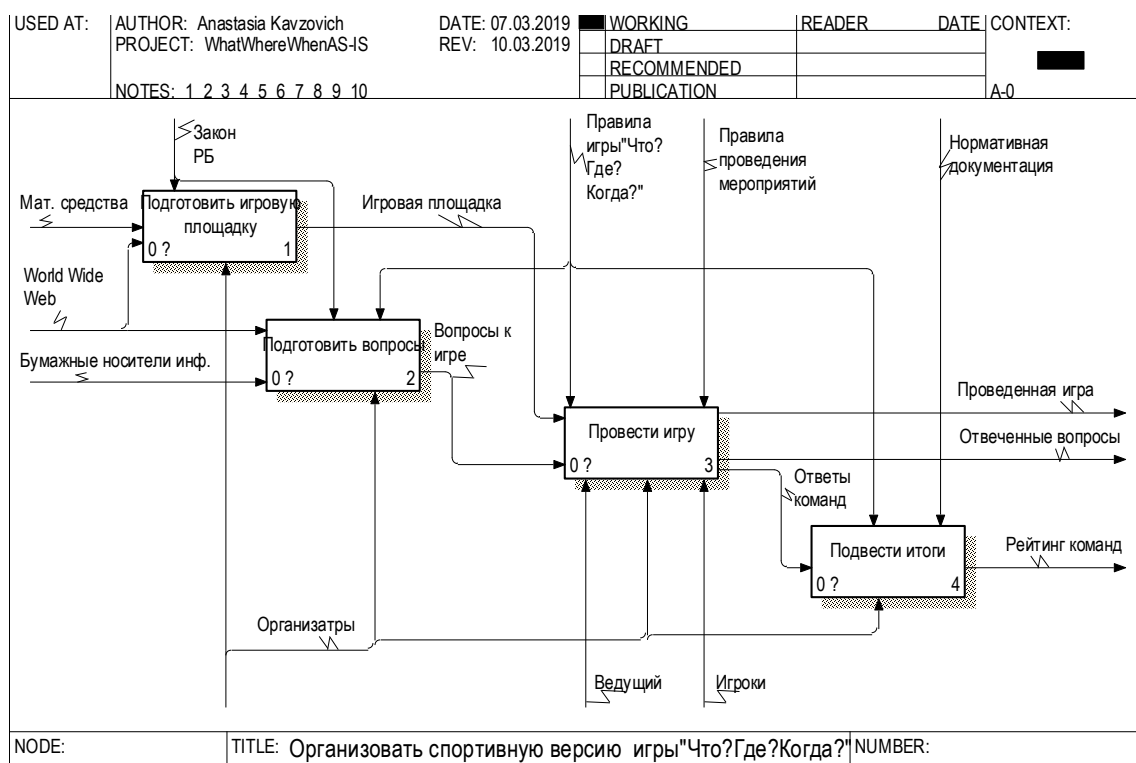 USED AT:
AUTHOR: Anastasia Kavzovich
DATE: 07.03.2019
WORKING
READER
DATE
CONTEXT:
PROJECT: WhatWhereWhenAS-IS
REV: 10.03.2019
DRAFT
RECOMMENDED
NOTES: 1 2 3 4 5 6 7 8 9 10
PUBLICATION
A-0
Закон
РБ
Правила
игры"Что?
Где?
Когда?"
Правила
проведения
мероприятий
Нормативная
документация
Мат. средства
Подготовить игровую
площадку
0 ?
1
Игровая площадка
World Wide
Web
Подготовить вопросы
0 ?
2
Вопросы к
игре
Бумажные носители инф.
Проведенная игра
Провести игру
0 ?
3
Отвеченные вопросы
Ответы
команд
Подвести итоги
0 ?
4
Рейтинг команд
Организатры
Ведущий
Игроки
NODE:
TITLE: Организовать спортивную версию игры"Что?Где?Когда?"
NUMBER: